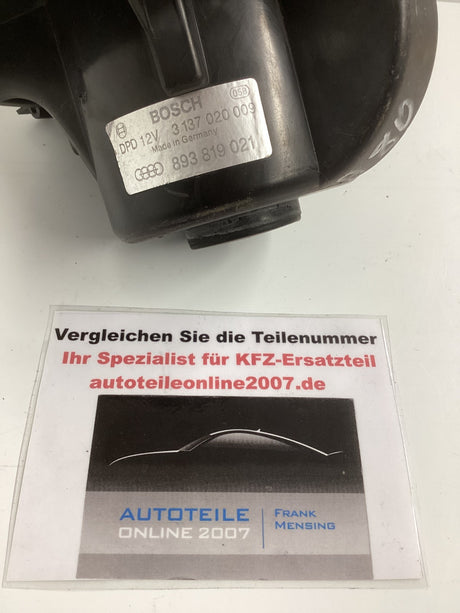 BOSCH
058
DPD 12V 3 137 020 009
Made in Germany
893 819 021
Vergleichen Sie die Teilenummer
Ihr Spezialist für KFZ-Ersatzteil
autoteileonline2007.de
AUTOTEILE
ONLINE 2007
FRANK
MENSING